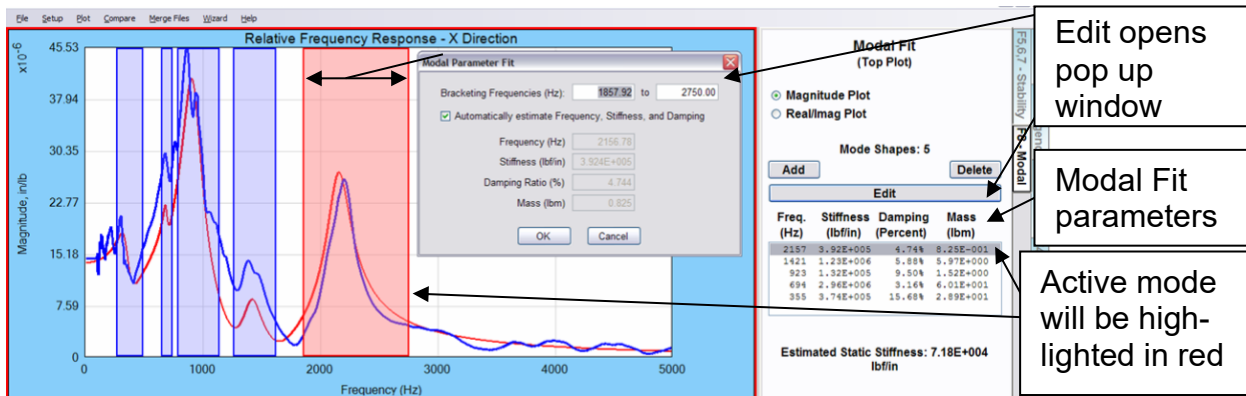 File Setup Plot Compare Merge Files Wizard Help
Relative Frequency Response - X Direction
x10-6
45.53
37.94
30.35
22.77
15.18
7.59
0
Magnitude, in/lb
0 1000 2000 3000 4000 5000
Frequency (Hz)
Modal Parameter Fit
Bracketing Frequencies (Hz): 1857.92 to 2750.00
Automatically estimate Frequency, Stiffness, and Damping
Frequency (Hz) 2156.78
Stiffness (lbf/in) 3.924E+005
Damping Ratio (%) 4.744
Mass (lbm) 0.825
OK Cancel
Modal Fit
(Top Plot)
Magnitude Plot
Real/Imag Plot
Mode Shapes: 5
Add Delete
Edit
Freq. Stiffness Damping Mass
(Hz) (lbf/in) (Percent) (lbm)
2157 3.92E+005 4.74% 8.25E-001
1421 1.23E+006 5.88% 5.97E+000
923 1.32E+005 9.50% 1.52E+000
694 2.96E+006 3.16% 6.01E+001
355 3.74E+005 15.68% 2.89E+001
Estimated Static Stiffness: 7.18E+004
lbf/in
F5,6,7 - Stability
F8- Modal
Edit opens
pop up
window
Modal Fit
parameters
Active mode
will be high-
lighted in red